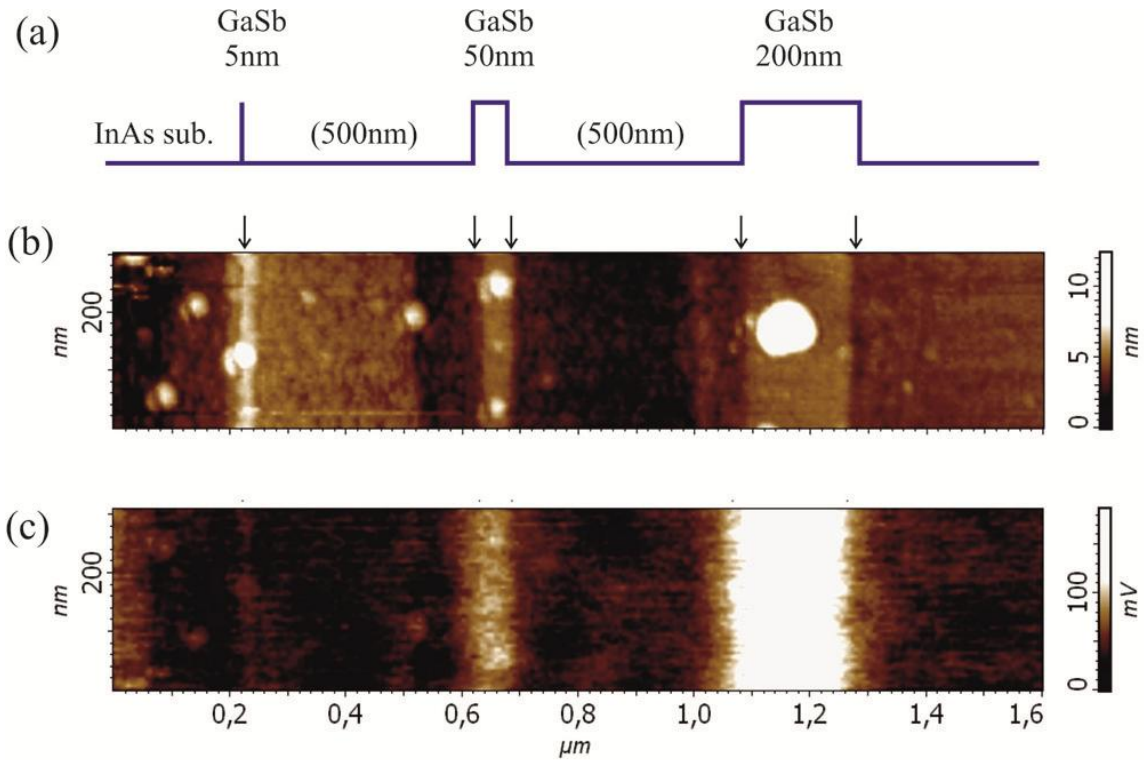 (a)
GaSb
5nm
GaSb
50nm
GaSb
200nm
InAs sub.
(500nm)
(500nm)
(b)
200
nm
10
5
0
nm
(c)
200
nm
100
0
mV
0,2
0,4
0,6
0,8
1,0
1,2
1,4
1,6
µm